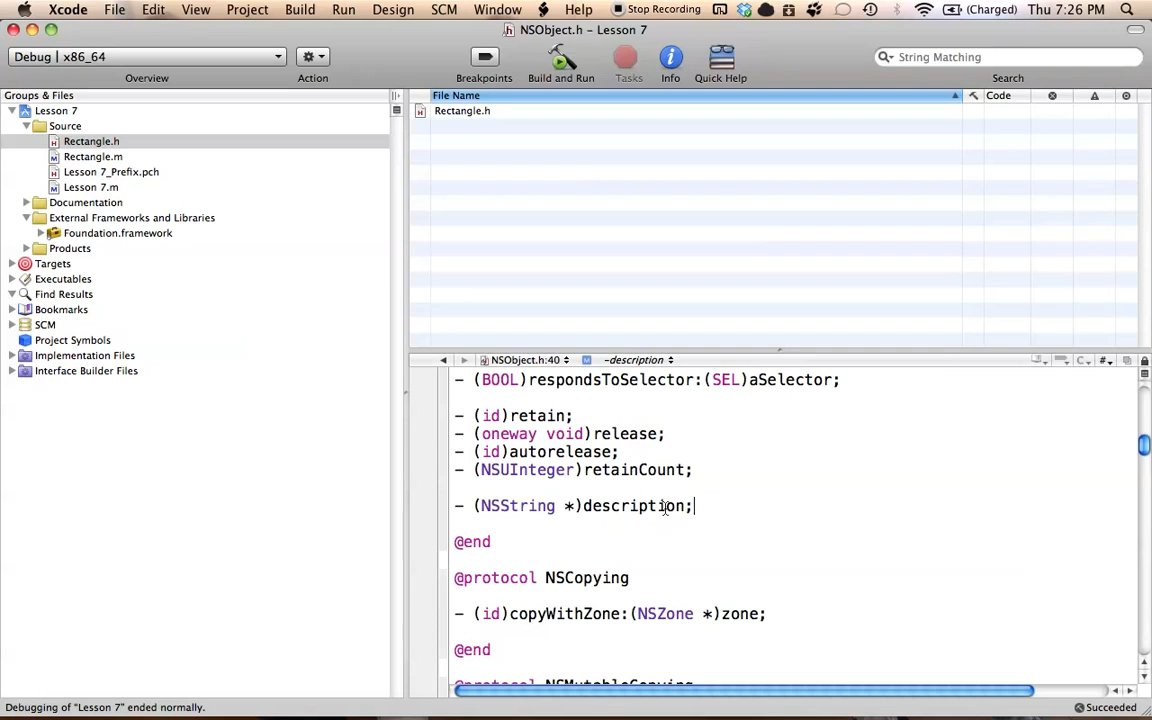 Xcode File Edit View Project Build Run Design SCM Window Help Stop Recording (Charged) Thu 7:26 PM
NSObject.h – Lesson 7
Debug | x86_64
String Matching
Overview Action Breakpoints Build and Run Tasks Info Quick Help Search
Groups & Files
File Name Code
Lesson 7
Rectangle.h
Source
Rectangle.h
Rectangle.m
Lesson 7_Prefix.pch
Lesson 7.m
Documentation
External Frameworks and Libraries
Foundation.framework
Products
Targets
Executables
Find Results
Bookmarks
SCM
Project Symbols
Implementation Files
Interface Builder Files
NSObject.h:40 M -description C #
- (BOOL)respondsToSelector:(SEL)aSelector;
- (id)retain;
- (oneway void)release;
- (id)autorelease;
- (NSUInteger)retainCount;
- (NSString *)description;
@end
@protocol NSCopying
- (id)copyWithZone:(NSZone *)zone;
@end
@protocol NSMutableCopying
Debugging of "Lesson 7" ended normally.
Succeeded